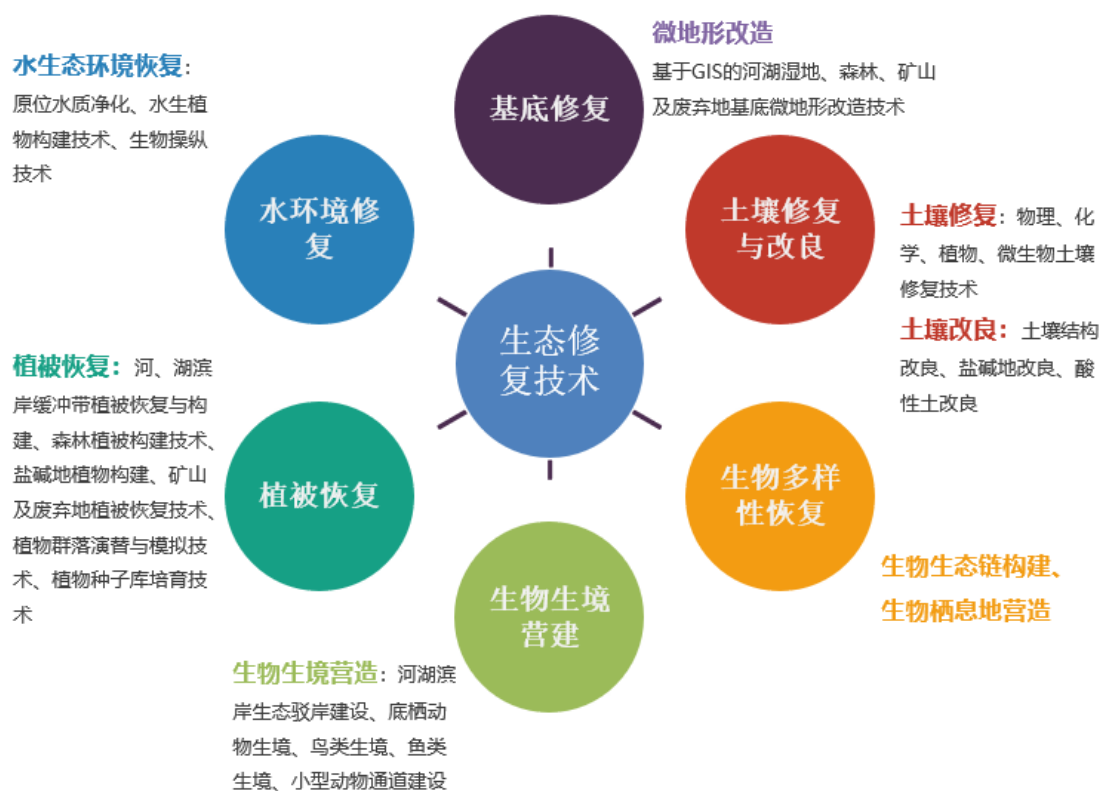 微地形改造
基于GIS的河湖湿地、森林、矿山
及废弃地基底微地形改造技术
基底修复
水生态环境恢复:
原位水质净化、水生植
物构建技术、生物操纵
技术
水环境修
复
土壤修复
与改良
土壤修复: 物理、化
学、植物、微生物土壤
修复技术
土壤改良: 土壤结构
改良、盐碱地改良、酸
性土改良
生态修
复技术
植被恢复: 河、湖滨
岸缓冲带植被恢复与构
建、森林植被构建技术、
盐碱地植物构建、矿山
及废弃地植被恢复技术、
植物群落演替与模拟技
术、植物种子库培育技
术
植被恢复
生物多样
性恢复
生物生态链构建、
生物栖息地营造
生物生境
营建
生物生境营造: 河湖滨
岸生态驳岸建设、底栖动
物生境、鸟类生境、鱼类
生境、小型动物通道建设